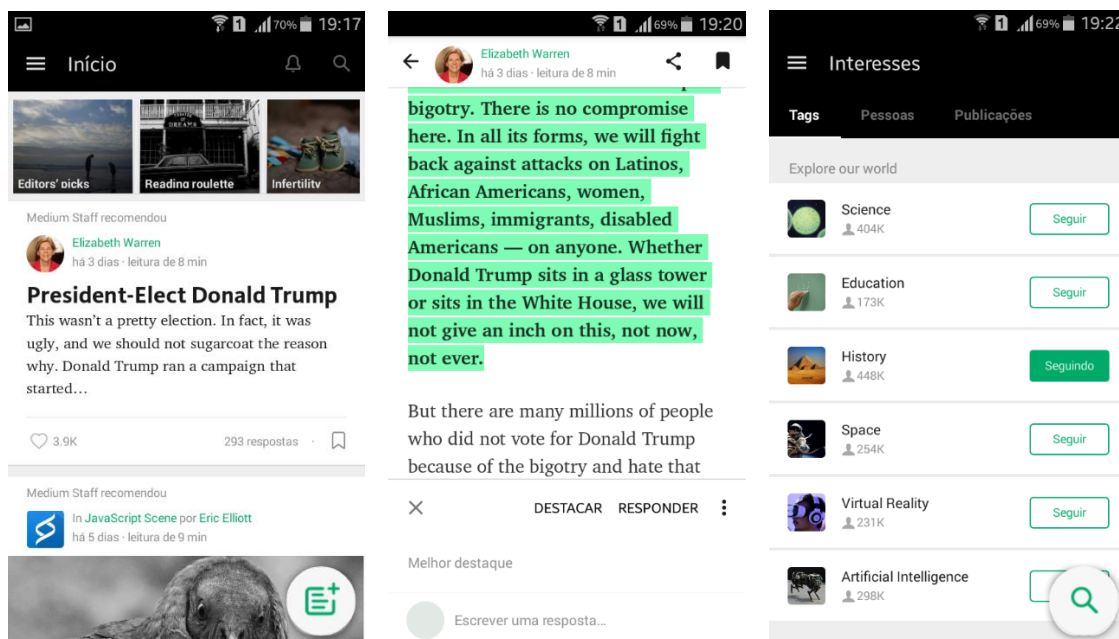 1 70% 19:17
Início
Editors' picks
Reading roulette
Infertility
Medium Staff recomendou
Elizabeth Warren
há 3 dias · leitura de 8 min
President-Elect Donald Trump
This wasn't a pretty election. In fact, it was
ugly, and we should not sugarcoat the reason
why. Donald Trump ran a campaign that
started…
3.9K
293 respostas ·
Medium Staff recomendou
In JavaScript Scene por Eric Elliott
há 5 dias · leitura de 9 min
1 69% 19:20
Elizabeth Warren
há 3 dias · leitura de 8 min
bigotry. There is no compromise
here. In all its forms, we will fight
back against attacks on Latinos,
African Americans, women,
Muslims, immigrants, disabled
Americans — on anyone. Whether
Donald Trump sits in a glass tower
or sits in the White House, we will
not give an inch on this, not now,
not ever.
But there are many millions of people
who did not vote for Donald Trump
because of the bigotry and hate that
DESTACAR RESPONDER
Melhor destaque
Escrever uma resposta...
1 69% 19:22
Interesses
Tags Pessoas Publicações
Explore our world
Science
404K
Seguir
Education
173K
Seguir
History
448K
Seguindo
Space
254K
Seguir
Virtual Reality
231K
Seguir
Artificial Intelligence
298K